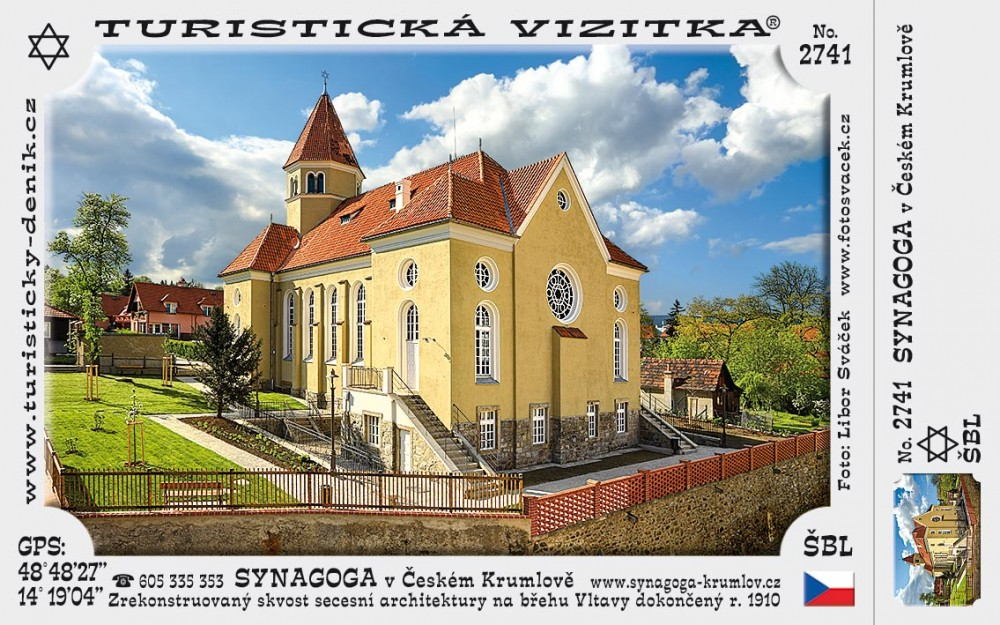 TURISTICKÁ VIZITKA®
No.
2741
www.turisticky-denik.cz
Foto: Libor Sváček www.fotosvacek.cz
GPS:
48°48'27"
14°19'04"
☎ 605 335 353 SYNAGOGA v Českém Krumlově www.synagoga-krumlov.cz
Zrekonstruovaný skvost secesní architektury na břehu Vltavy dokončený r. 1910
ŠBL
No. 2741 SYNAGOGA v Českém Krumlově
ŠBL